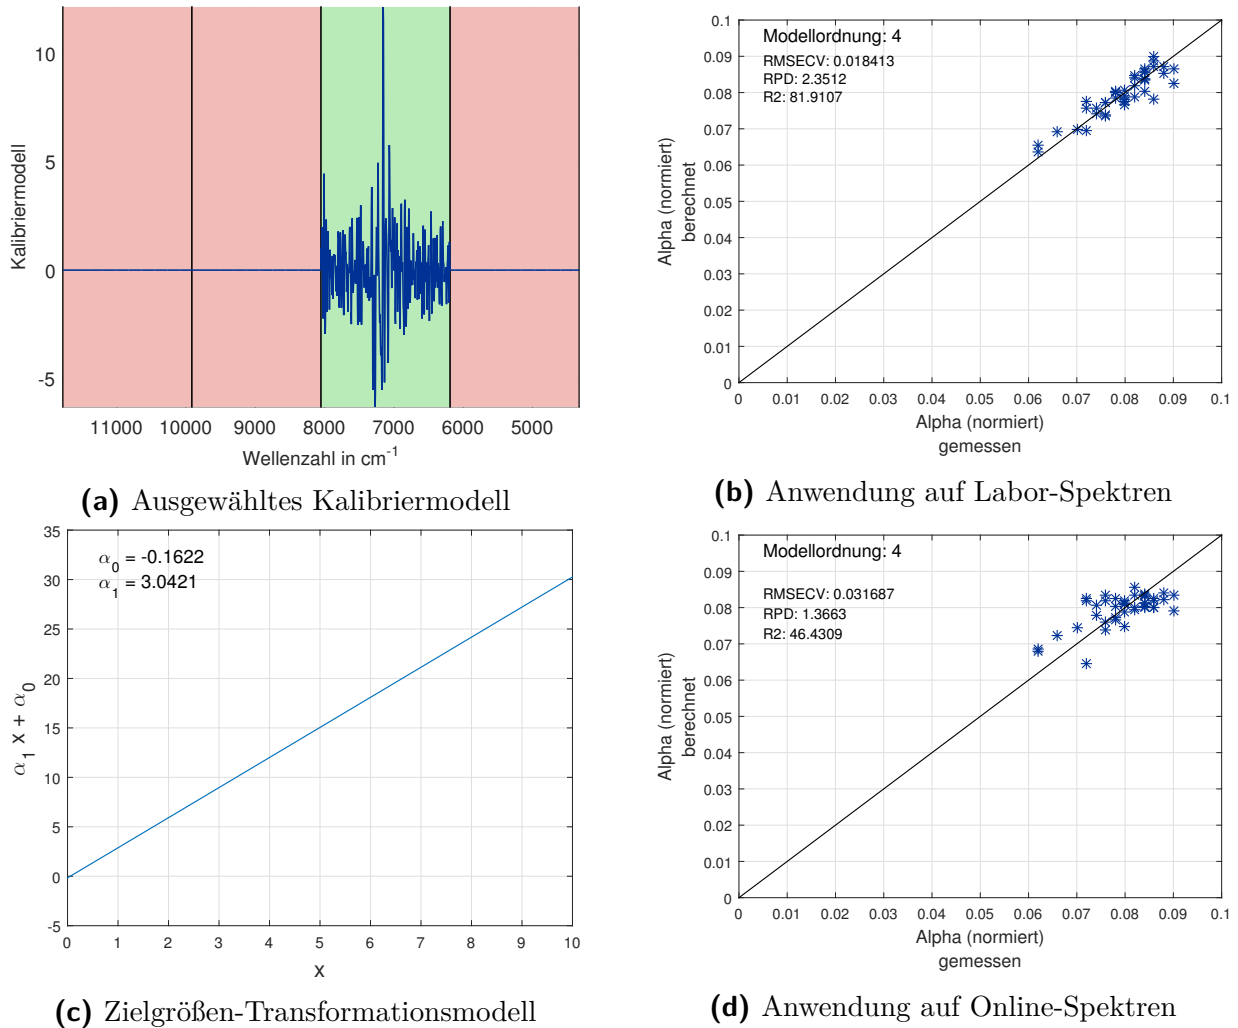 10
5
0
-5
Kalibriermodell
11000 10000 9000 8000 7000 6000 5000
Wellenzahl in cm⁻¹
(a) Ausgewähltes Kalibriermodell
Modellordnung: 4
RMSECV: 0.018413
RPD: 2.3512
R2: 81.9107
0.1
0.09
0.08
0.07
0.06
0.05
0.04
0.03
0.02
0.01
0
Alpha (normiert)
berechnet
0 0.01 0.02 0.03 0.04 0.05 0.06 0.07 0.08 0.09 0.1
Alpha (normiert)
gemessen
(b) Anwendung auf Labor-Spektren
α₀ = -0.1622
α₁ = 3.0421
35
30
25
20
15
10
5
0
-5
α₁ x + α₀
0 1 2 3 4 5 6 7 8 9 10
x
(c) Zielgrößen-Transformationsmodell
Modellordnung: 4
RMSECV: 0.031687
RPD: 1.3663
R2: 46.4309
0.1
0.09
0.08
0.07
0.06
0.05
0.04
0.03
0.02
0.01
0
Alpha (normiert)
berechnet
0 0.01 0.02 0.03 0.04 0.05 0.06 0.07 0.08 0.09 0.1
Alpha (normiert)
gemessen
(d) Anwendung auf Online-Spektren